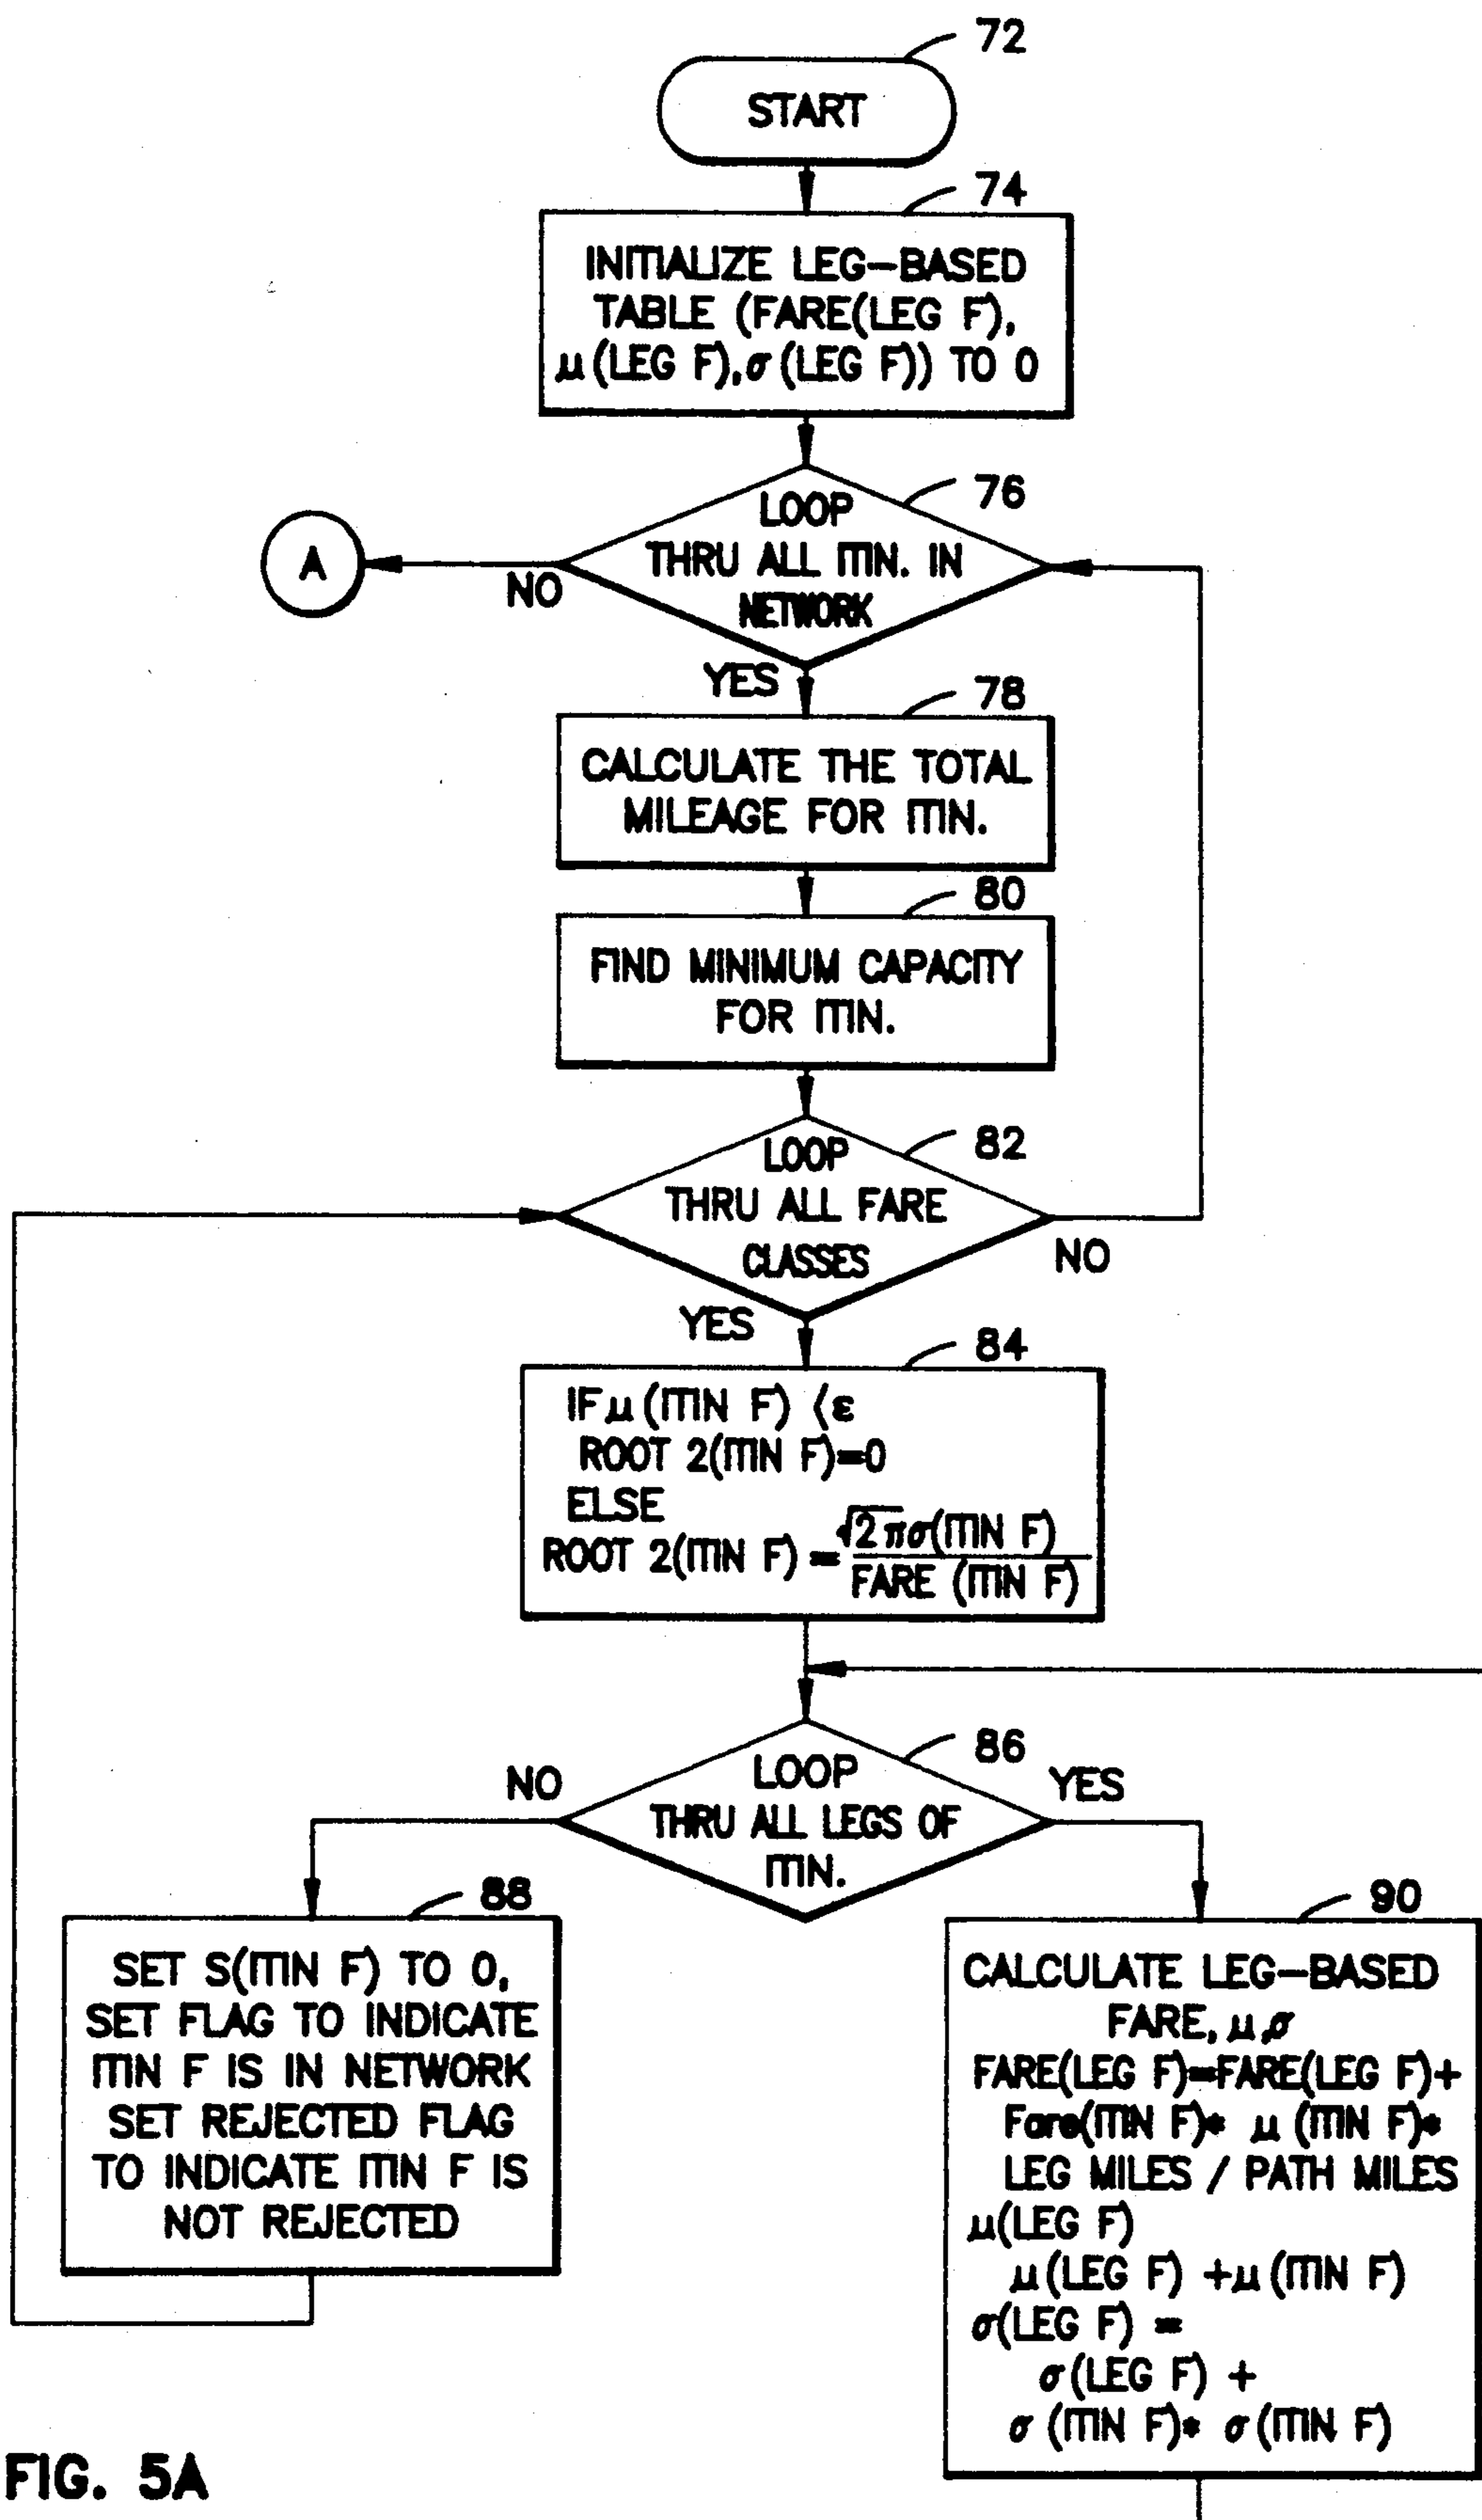 72
START
74
INITIALIZE LEG-BASED
TABLE (FARE(LEG F),
μ(LEG F),σ(LEG F)) TO 0
76
LOOP
THRU ALL ITIN. IN
NETWORK
A
NO
YES
78
CALCULATE THE TOTAL
MILEAGE FOR ITIN.
80
FIND MINIMUM CAPACITY
FOR ITIN.
82
LOOP
THRU ALL FARE
CLASSES
NO
YES
84
IF μ(ITIN F) <ε
ROOT 2(ITIN F)=0
ELSE
ROOT 2(ITIN F) = √2πσ(ITIN F)
FARE (ITIN F)
86
NO
LOOP
YES
THRU ALL LEGS OF
ITIN.
88
SET S(ITIN F) TO 0,
SET FLAG TO INDICATE
ITIN F IS IN NETWORK
SET REJECTED FLAG
TO INDICATE ITIN F IS
NOT REJECTED
90
CALCULATE LEG-BASED
FARE, μ,σ
FARE(LEG F)=FARE(LEG F)+
Fare(ITIN F)* μ (ITIN F)*
LEG MILES / PATH MILES
μ(LEG F)
μ(LEG F) +μ(ITIN F)
σ(LEG F) =
σ(LEG F) +
σ (ITIN F)* σ(ITIN F)
FIG. 5A